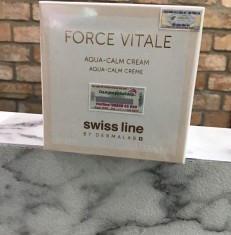 FORCE VITALE
AQUA-CALM CREAM
AQUA-CALM CRÈME
swiss line
BY DERMALAB